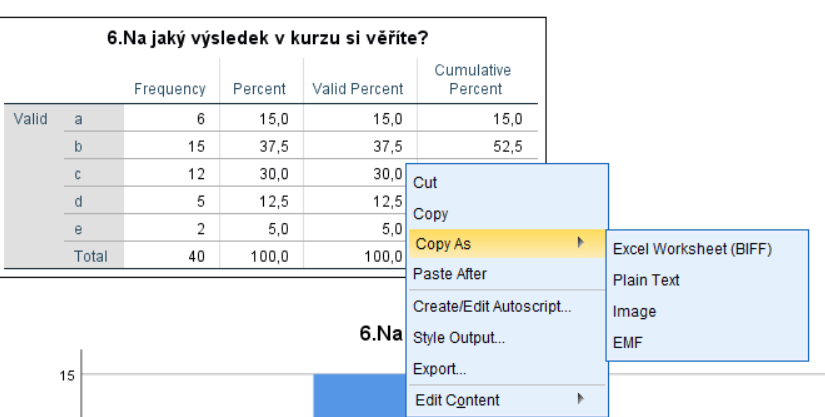 6.Na jaký výsledek v kurzu si věříte?
Frequency Percent Valid Percent Cumulative Percent
Valid a 6 15,0 15,0 15,0
b 15 37,5 37,5 52,5
c 12 30,0 30,0
d 5 12,5 12,5
e 2 5,0 5,0
Total 40 100,0 100,0
Cut
Copy
Copy As
Paste After
Create/Edit Autoscript...
Style Output...
Export...
Edit Content
Excel Worksheet (BIFF)
Plain Text
Image
EMF
6.Na
15